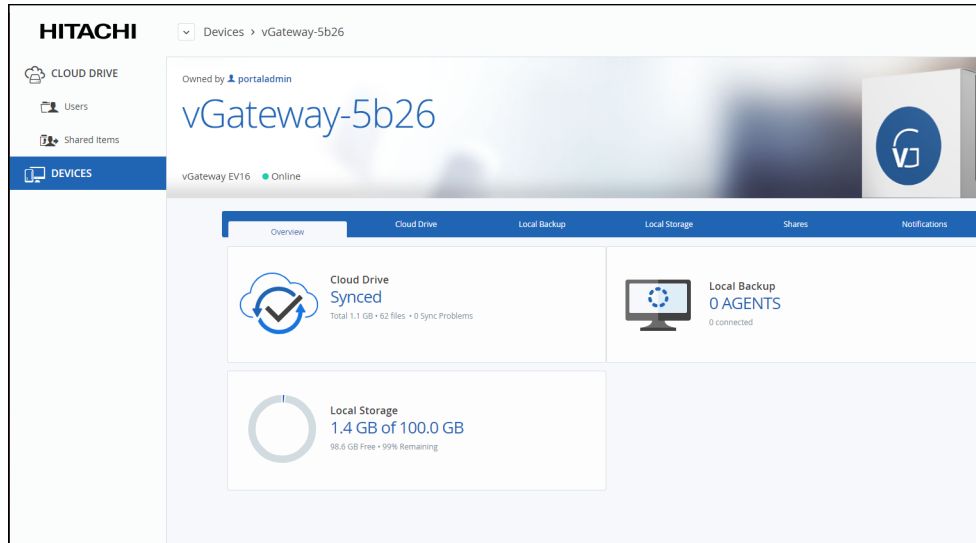 HITACHI
Devices › vGateway-5b26
CLOUD DRIVE
Users
Shared Items
DEVICES
Owned by portaladmin
vGateway-5b26
vGateway EV16 Online
Overview Cloud Drive Local Backup Local Storage Shares Notifications
Cloud Drive
Synced
Total 1.1 GB • 62 files • 0 Sync Problems
Local Backup
0 AGENTS
0 connected
Local Storage
1.4 GB of 100.0 GB
98.6 GB Free • 99% Remaining